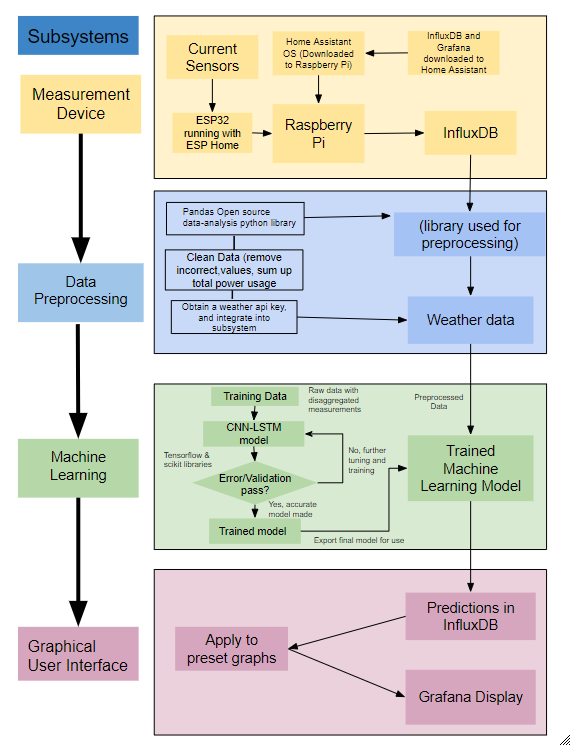 Subsystems
Measurement
Device
Current
Sensors
Home Assistant
OS (Downloaded
to Raspberry Pi)
InfluxDB and
Grafana
downloaded to
Home Assistant
ESP32
running with
ESP Home
Raspberry
Pi
InfluxDB
Data
Preprocessing
Pandas Open source
data-analysis python library
(library used for
preprocessing)
Clean Data (remove
incorrect,values, sum up
total power usage
Obtain a weather api key,
and integrate into
subsystem
Weather data
Machine
Learning
Training Data
Raw data with
disaggregated
measurements
Preprocessed
Data
CNN-LSTM
model
Tensorflow &
scikit libraries
No, further
tuning and
training
Error/Validation
pass?
Trained
Machine
Learning Model
Yes, accurate
model made
Trained model
Export final model for use
Graphical
User Interface
Predictions in
InfluxDB
Apply to
preset graphs
Grafana Display